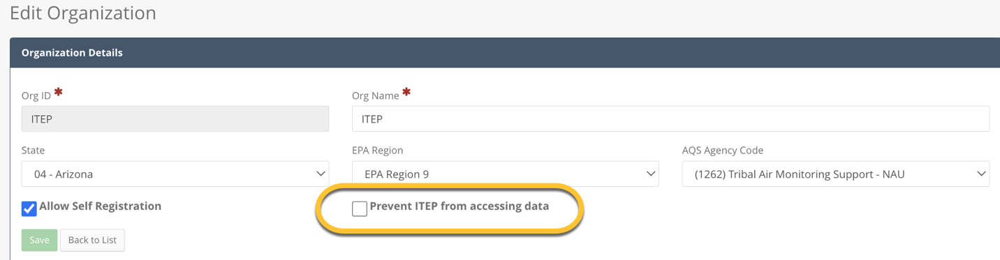 Edit Organization
Organization Details
Org ID *
Org Name *
ITEP
ITEP
State
EPA Region
AQS Agency Code
04 - Arizona
EPA Region 9
(1262) Tribal Air Monitoring Support - NAU
Allow Self Registration
Prevent ITEP from accessing data
Save
Back to List